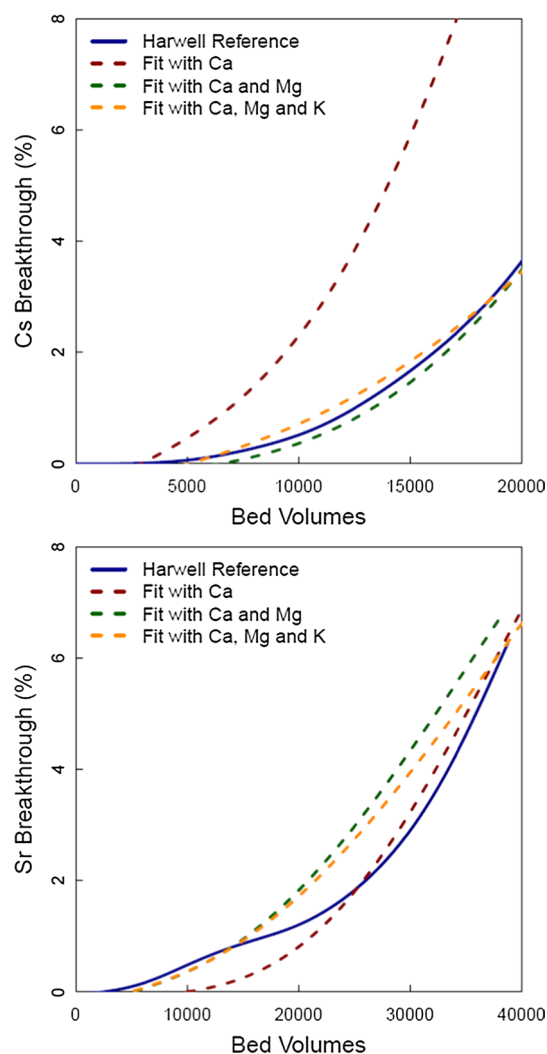 8
6
4
2
0
Cs Breakthrough (%)
Harwell Reference
Fit with Ca
Fit with Ca and Mg
Fit with Ca, Mg and K
0 5000 10000 15000 20000
Bed Volumes
8
6
4
2
0
Sr Breakthrough (%)
Harwell Reference
Fit with Ca
Fit with Ca and Mg
Fit with Ca, Mg and K
0 10000 20000 30000 40000
Bed Volumes